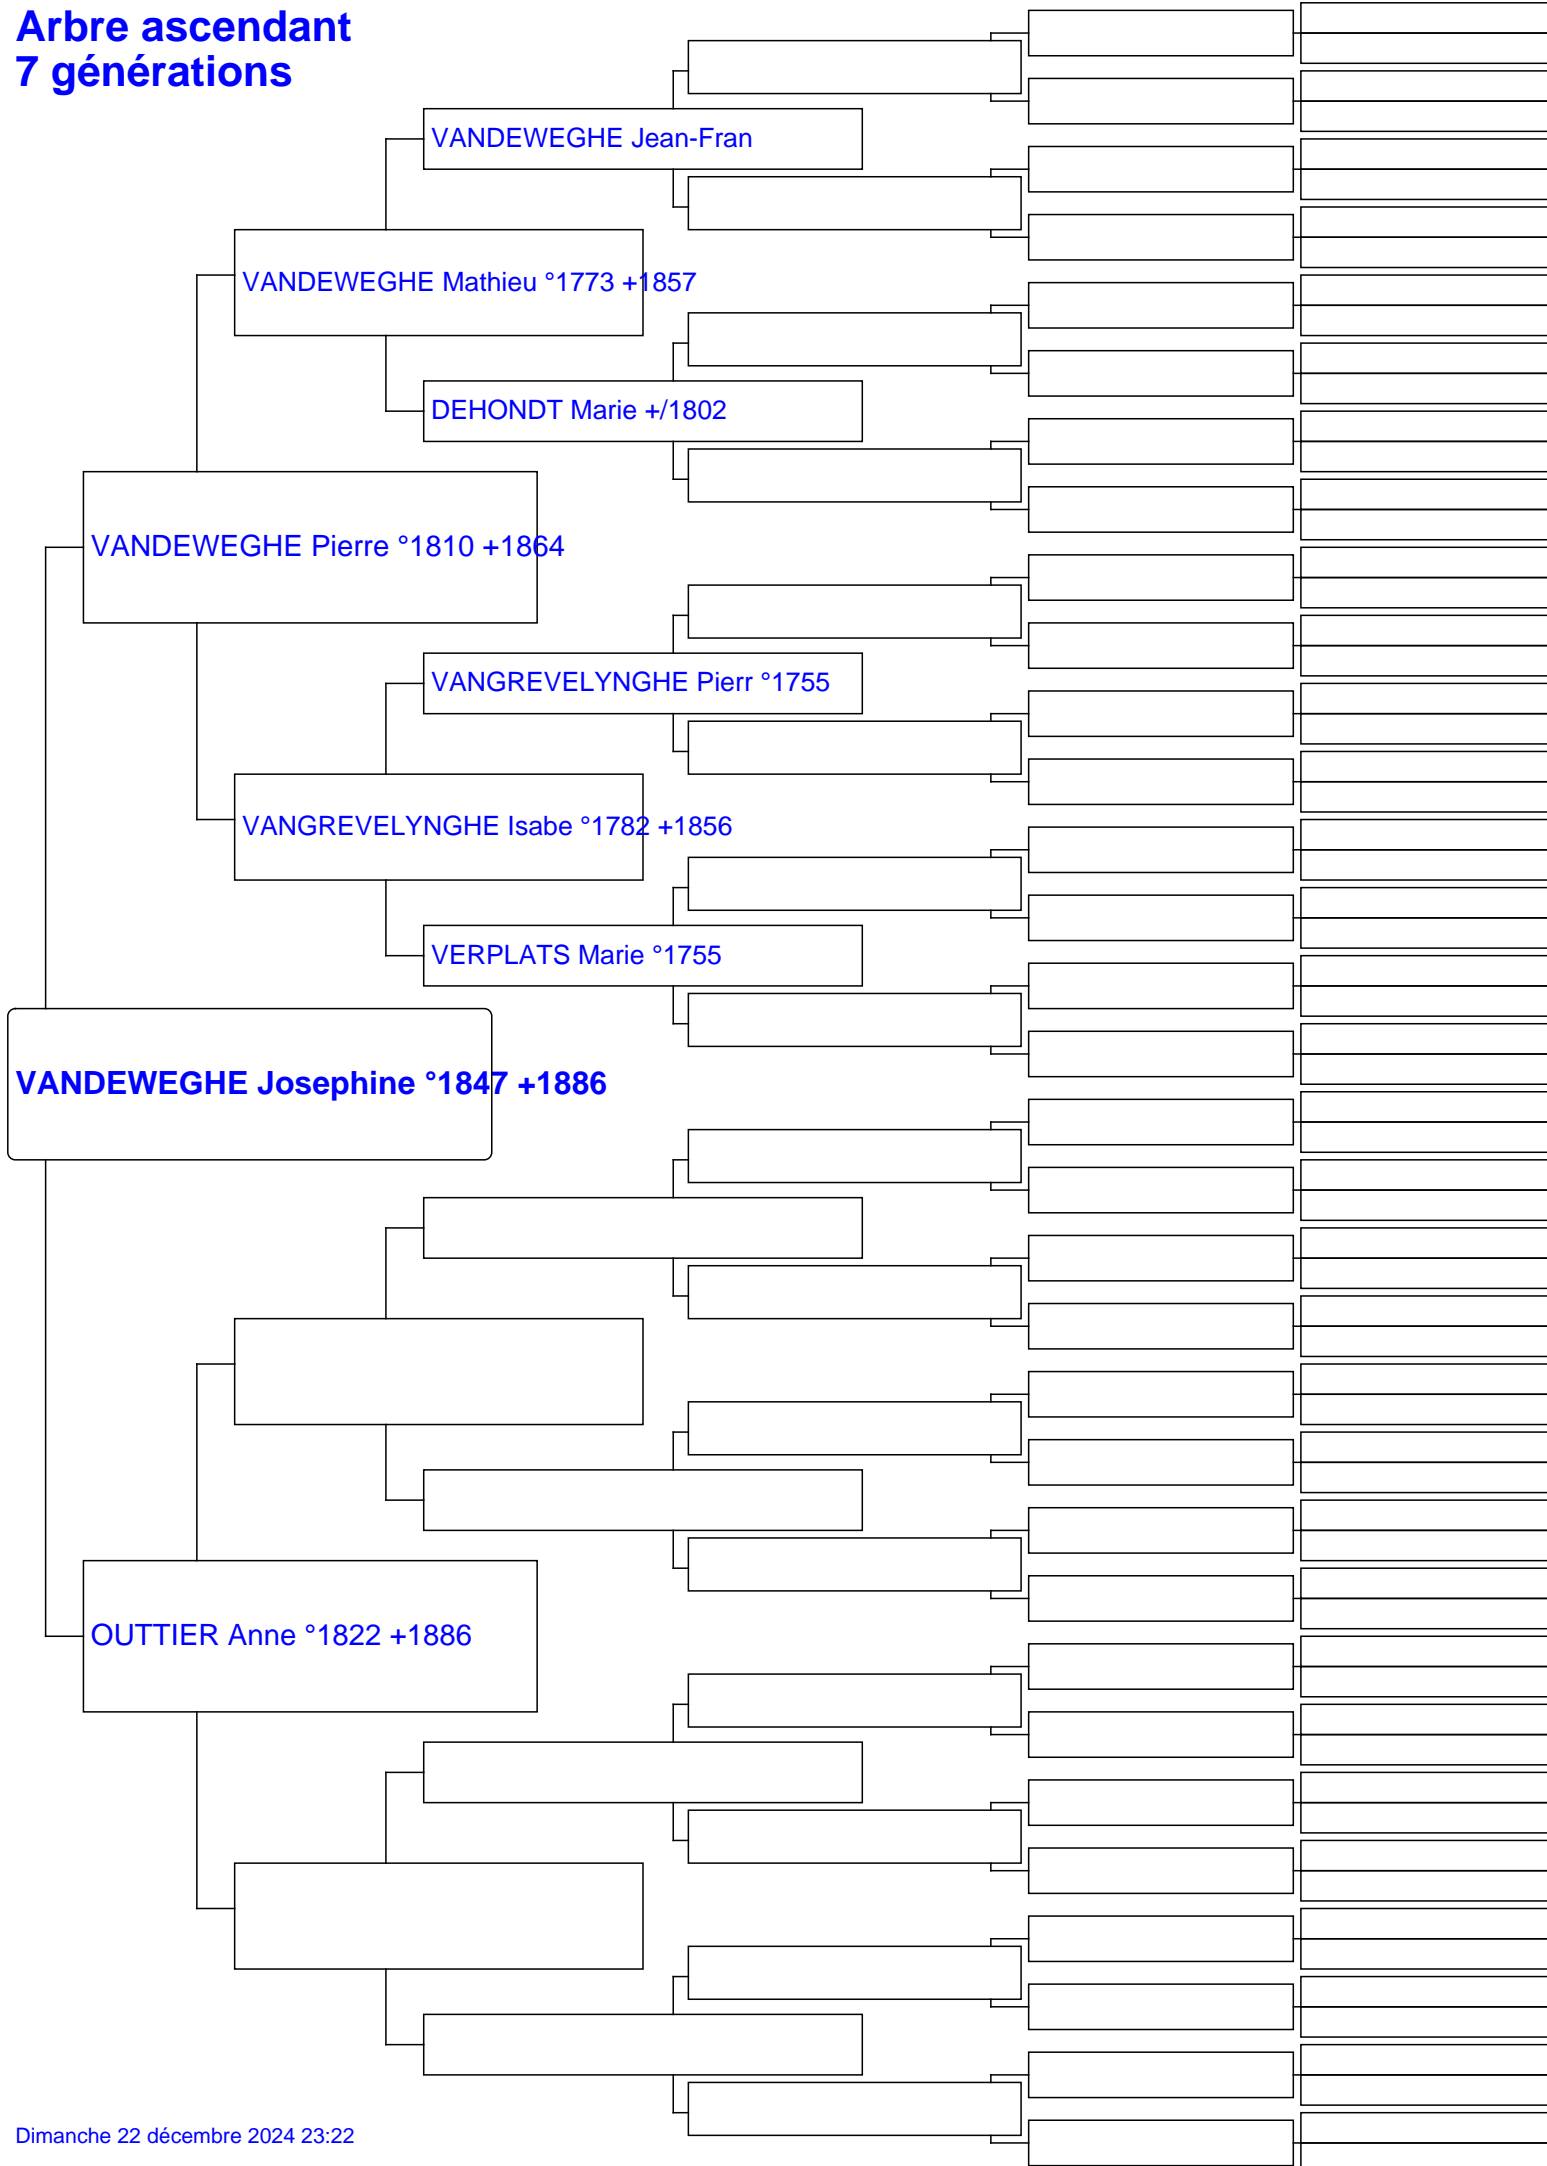 Arbre ascendant
7 générations
VANDEWEGHE Jean-Fran
VANDEWEGHE Mathieu °1773 +1857
DEHONDT Marie +/1802
VANDEWEGHE Pierre °1810 +1864
VANGREVELYNGHE Pierr °1755
VANGREVELYNGHE Isabe °1782 +1856
VERPLATS Marie °1755
VANDEWEGHE Josephine °1847 +1886
OUTTIER Anne °1822 +1886
Dimanche 22 décembre 2024 23:22